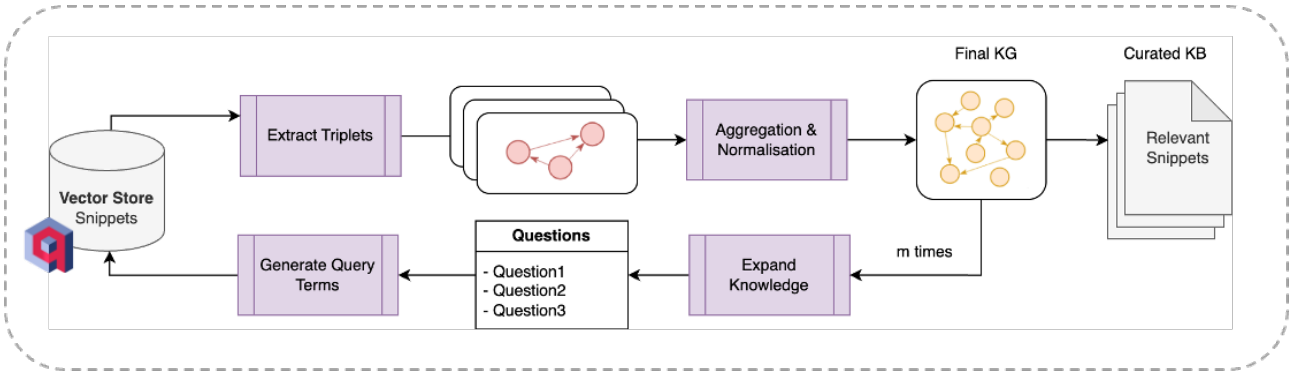 Final KG
Curated KB
Extract Triplets
Aggregation &
Normalisation
Relevant
Snippets
Vector Store
Snippets
Questions
- Question1
- Question2
- Question3
Generate Query
Terms
Expand
Knowledge
m times